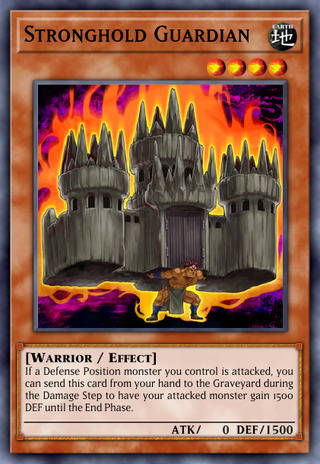 Stronghold Guardian
EARTH
地
[Warrior / Effect]
If a Defense Position monster you control is attacked, you
can send this card from your hand to the Graveyard during
the Damage Step to have your attacked monster gain 1500
DEF until the End Phase.
ATK/ 0 DEF/1500